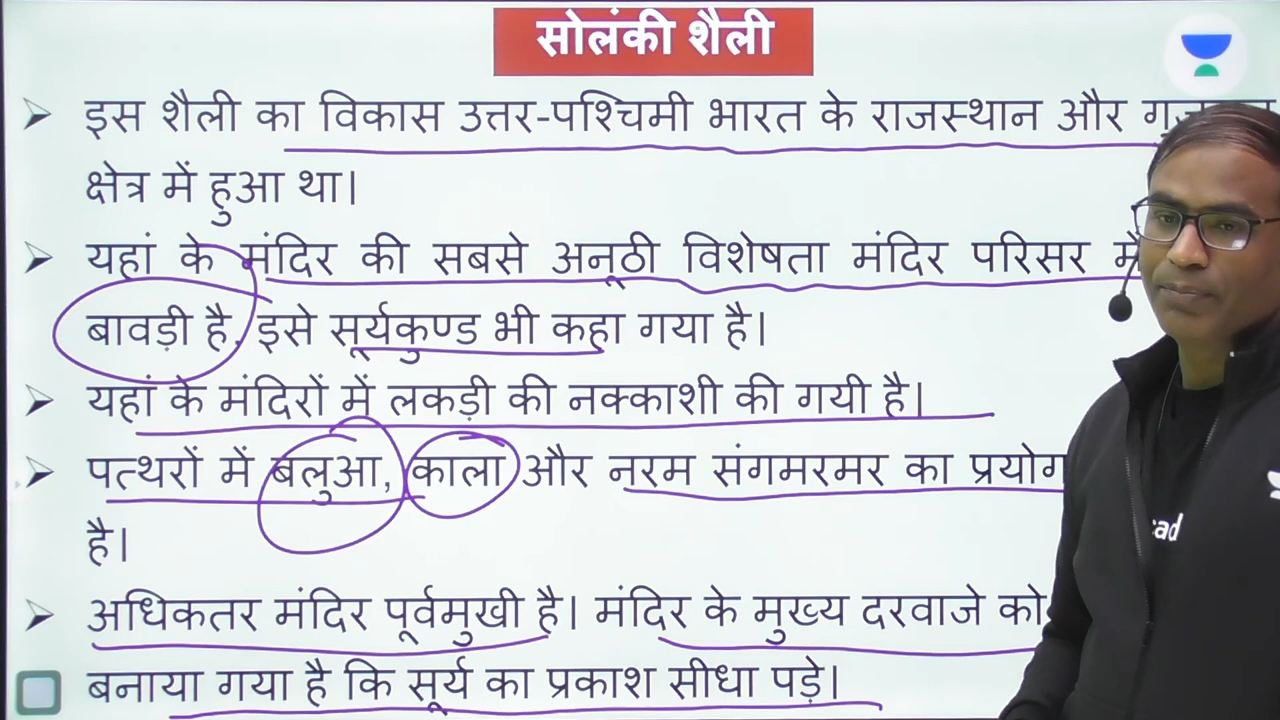 सोलंकी शैली
इस शैली का विकास उत्तर-पश्चिमी भारत के राजस्थान और
क्षेत्र में हुआ था।
यहां के मंदिर की सबसे अनूठी विशेषता मंदिर परिसर में
बावड़ी है, इसे सूर्यकुण्ड भी कहा गया है।
यहां के मंदिरों में लकड़ी की नक्काशी की गयी है।
पत्थरों में बलुआ, काला और नरम संगमरमर का प्रयोग
है।
अधिकतर मंदिर पूर्वमुखी है। मंदिर के मुख्य दरवाजे को
बनाया गया है कि सूर्य का प्रकाश सीधा पड़े।